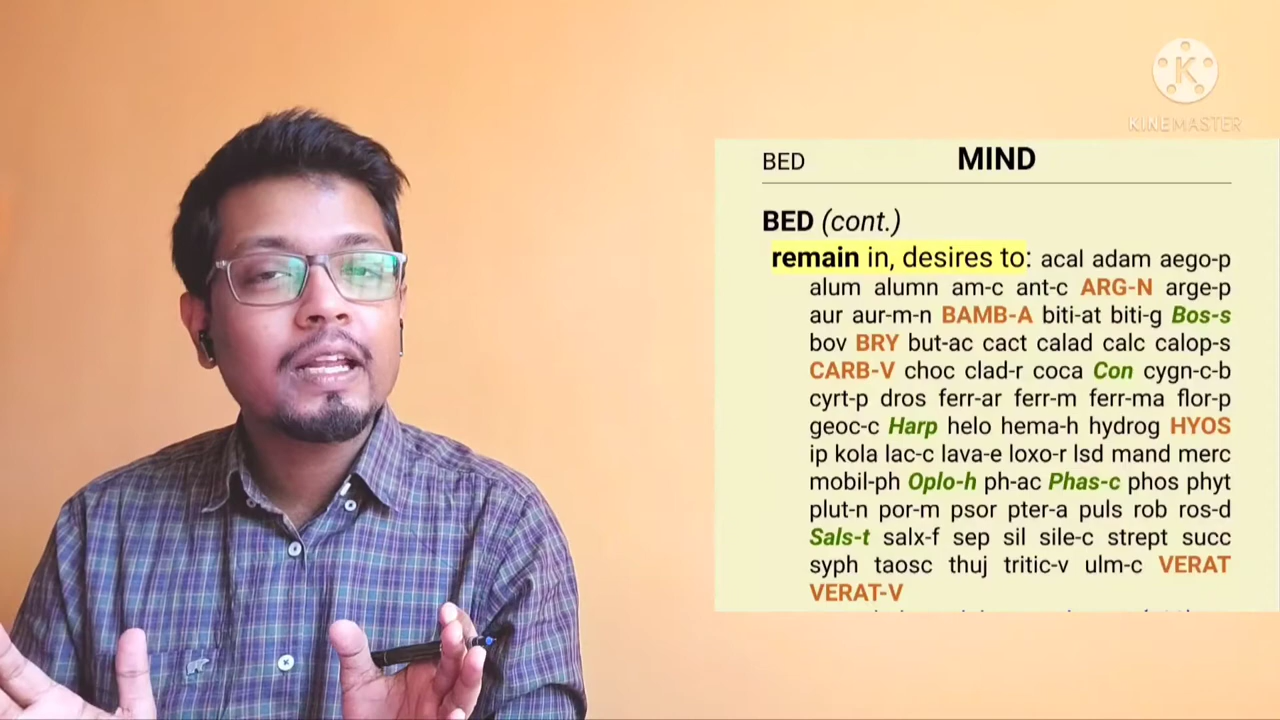 K
KINEMASTER
BED MIND
BED (cont.)
remain in, desires to: acal adam aego-p
alum alumn am-c ant-c ARG-N arge-p
aur aur-m-n BAMB-A biti-at biti-g Bos-s
bov BRY but-ac cact calad calc calop-s
CARB-V choc clad-r coca Con cygn-c-b
cyrt-p dros ferr-ar ferr-m ferr-ma flor-p
geoc-c Harp helo hema-h hydrog HYOS
ip kola lac-c lava-e loxo-r lsd mand merc
mobil-ph Oplo-h ph-ac Phas-c phos phyt
plut-n por-m psor pter-a puls rob ros-d
Sals-t salx-f sep sil sile-c strept succ
syph taosc thuj tritic-v ulm-c VERAT
VERAT-V